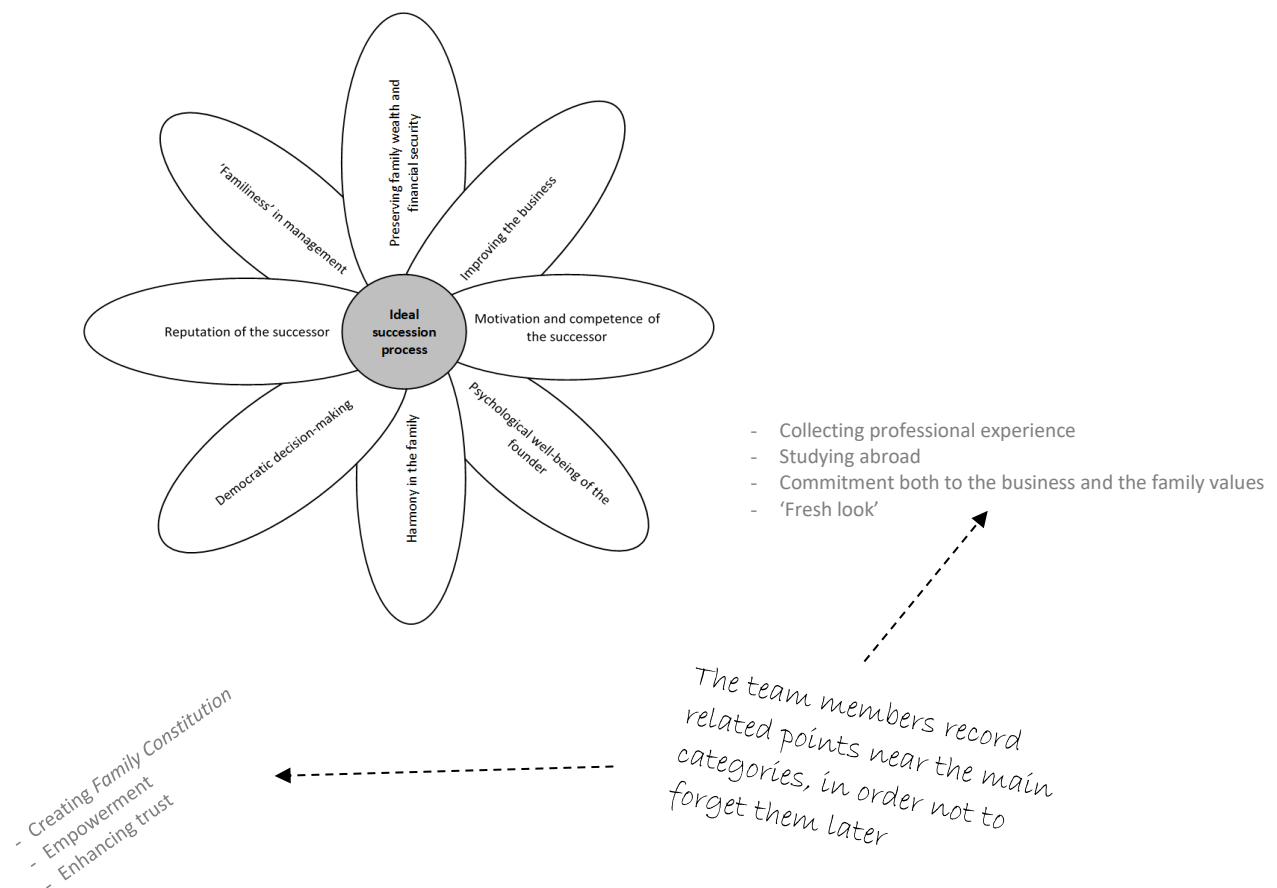 Preserving family wealth and
financial security
Improving the business
'Familiness' in management
Ideal
succession
process
Motivation and competence of
the successor
Reputation of the successor
Psychological well-being of the
founder
Democratic decision-making
Harmony in the family
- Collecting professional experience
- Studying abroad
- Commitment both to the business and the family values
- ‘Fresh look’
The team members record
related points near the main
categories, in order not to
forget them later
- Creating Family Constitution
- Empowerment
- Enhancing trust